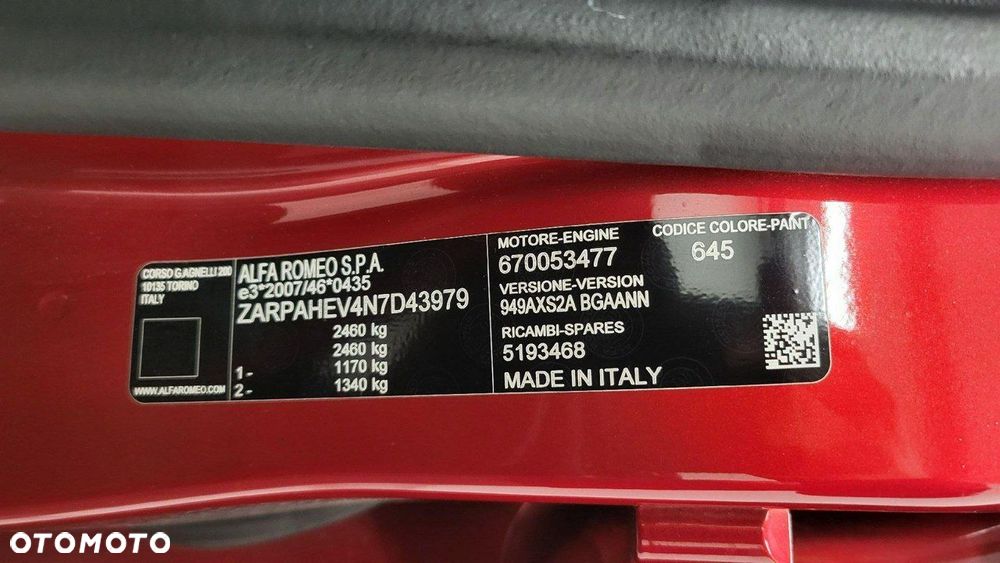 CORSO G.AGNELLI 200
10135 TORINO
ITALY
WWW.ALFAROMEO.COM
ALFA ROMEO S.P.A.
e3*2007/46*0435
ZARPAHEV4N7D43979
2460 kg
2460 kg
1 - 1170 kg
2 - 1340 kg
MOTORE-ENGINE
670053477
VERSIONE-VERSION
949AXS2A BGAANN
RICAMBI-SPARES
5193468
MADE IN ITALY
CODICE COLORE-PAINT
645
OTOMOTO